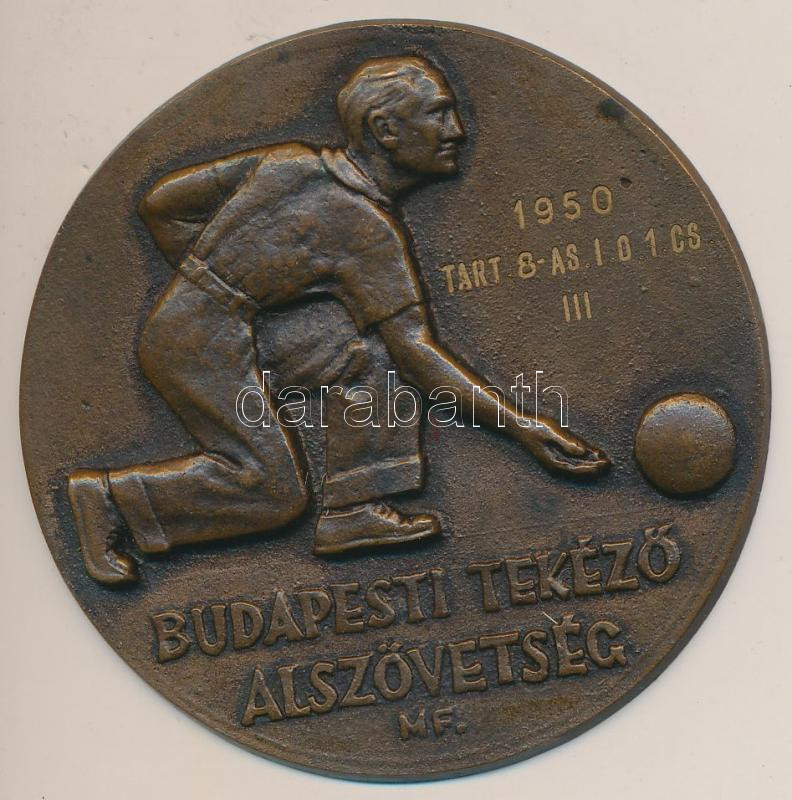 1950
TART. 8-AS. I. O. 1. CS
III
darabanth
BUDAPESTI TEKÉZŐ
ALSZÖVETSÉG
MF.